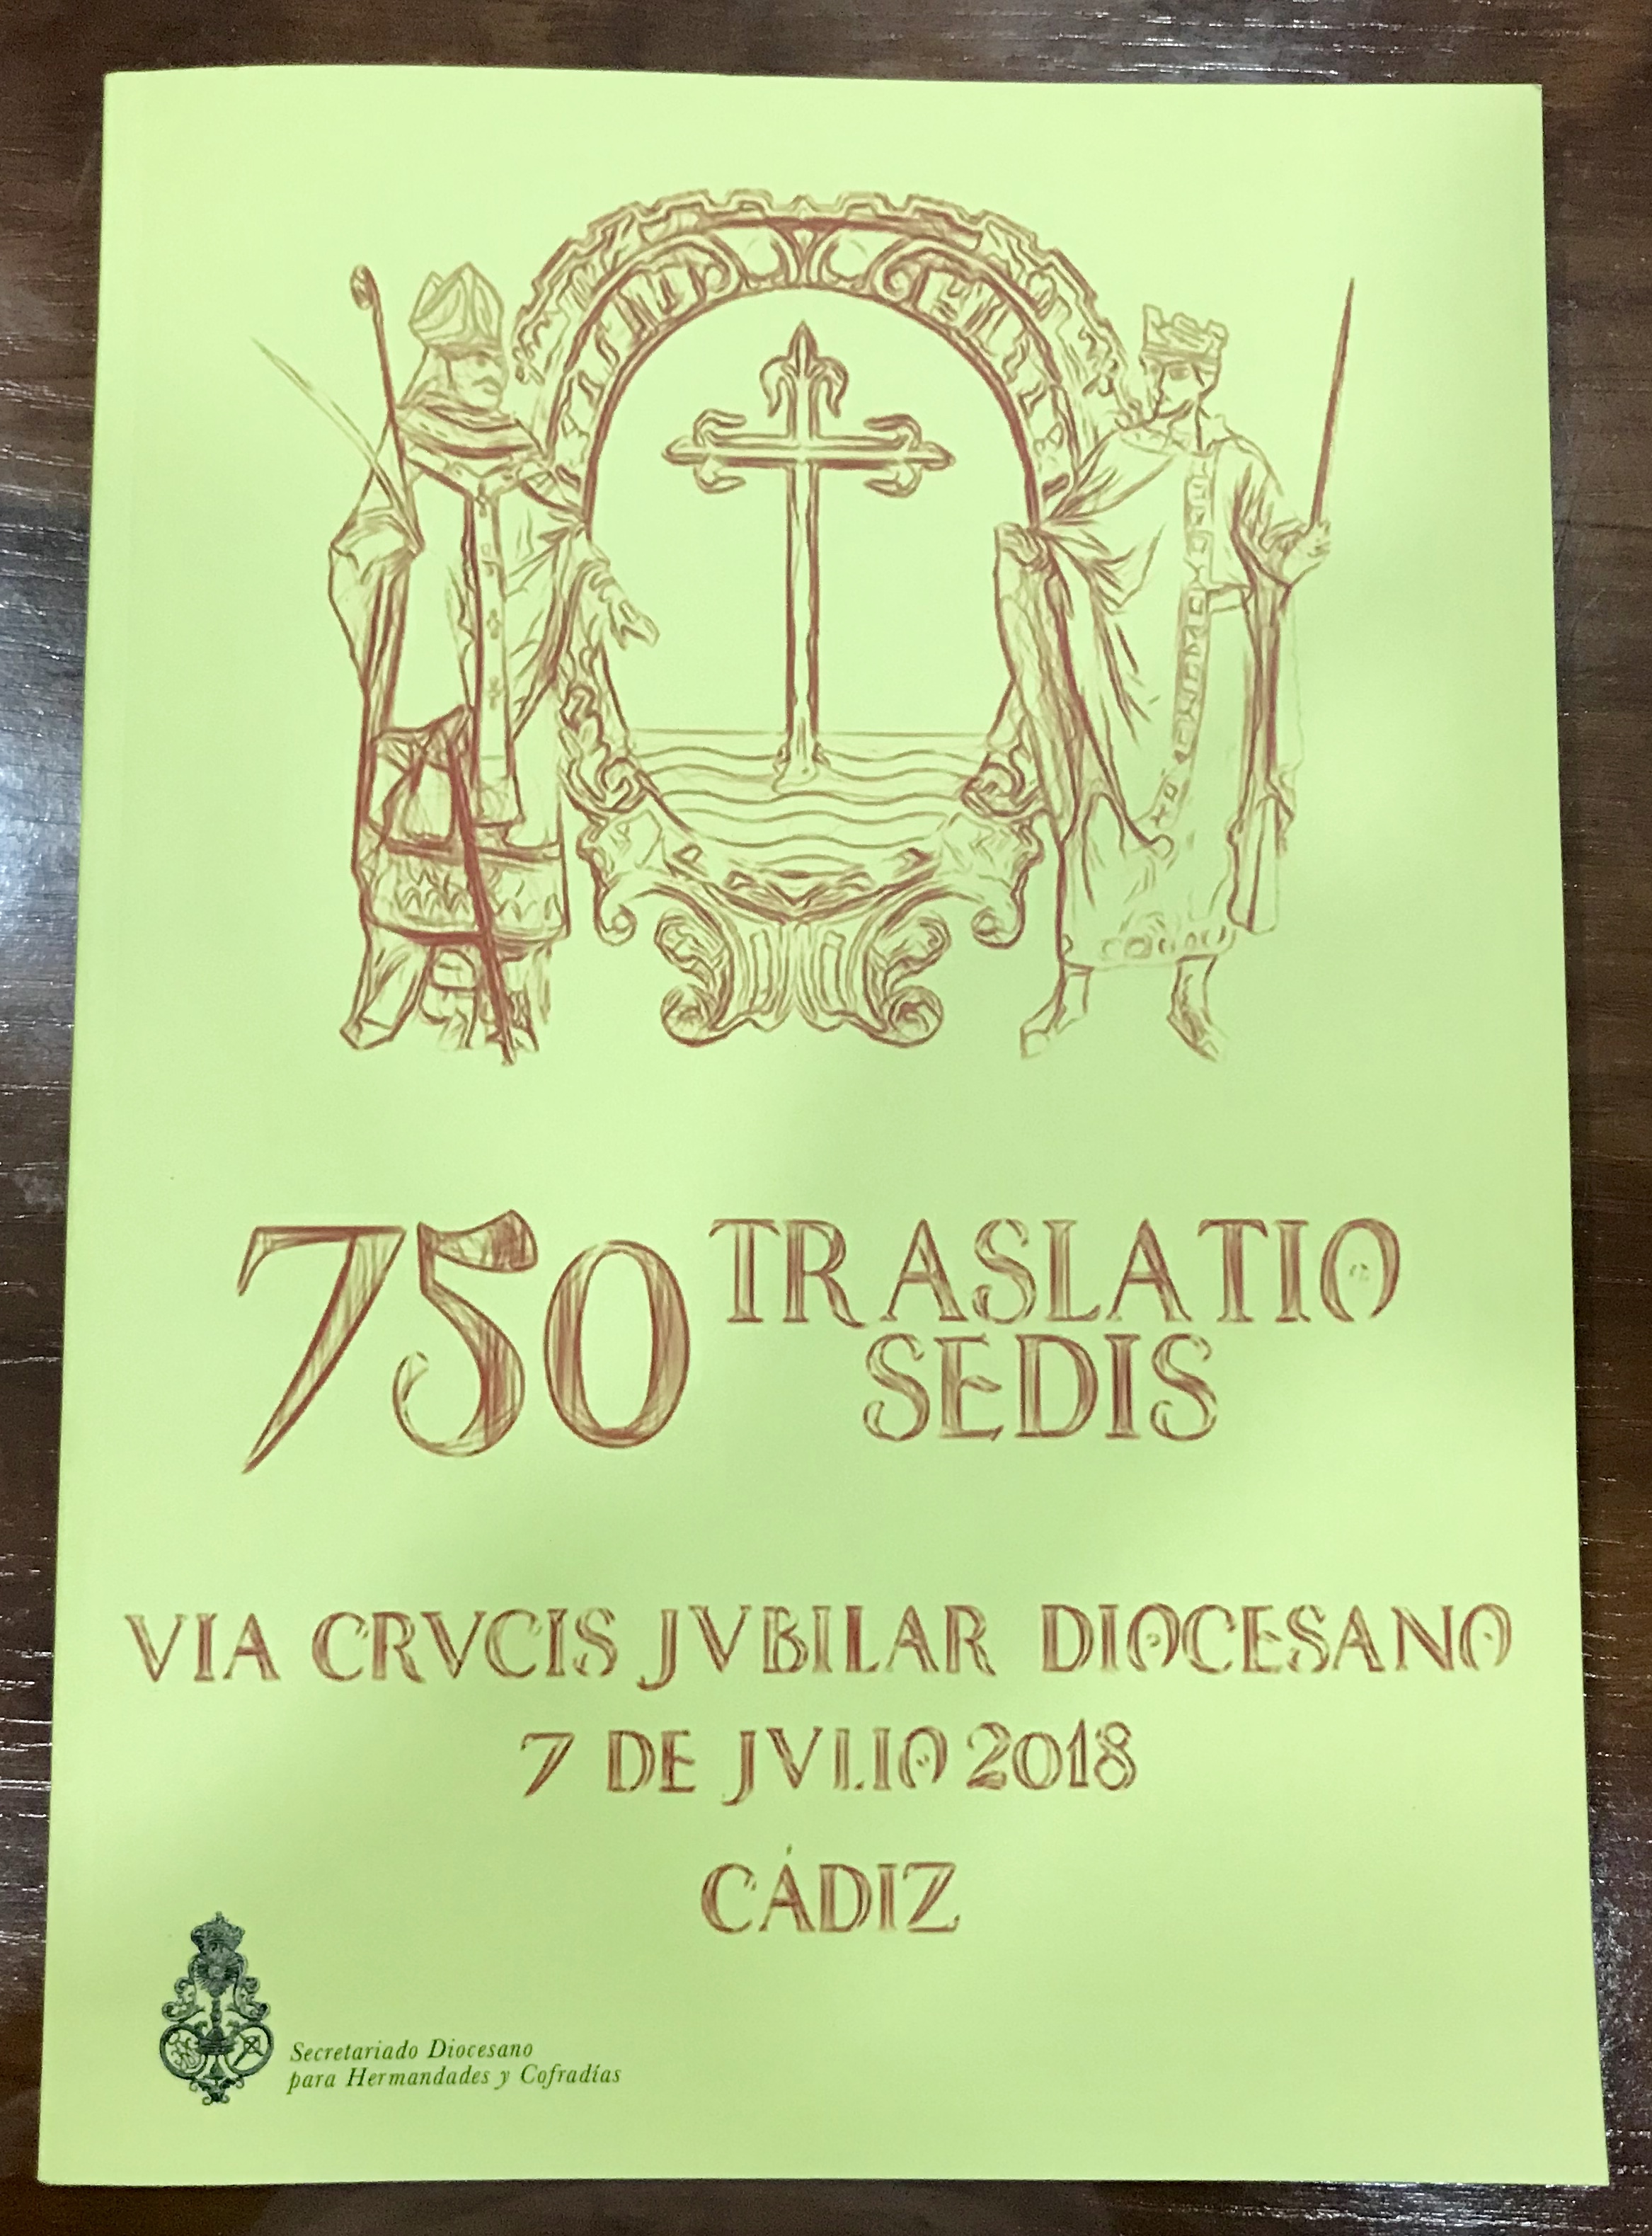 750 TRASLATIO
SEDIS
VIA CRVCIS JVBILAR DIOCESANO
7 DE JVLIO 2018
CÁDIZ
Secretariado Diocesano
para Hermandades y Cofradías